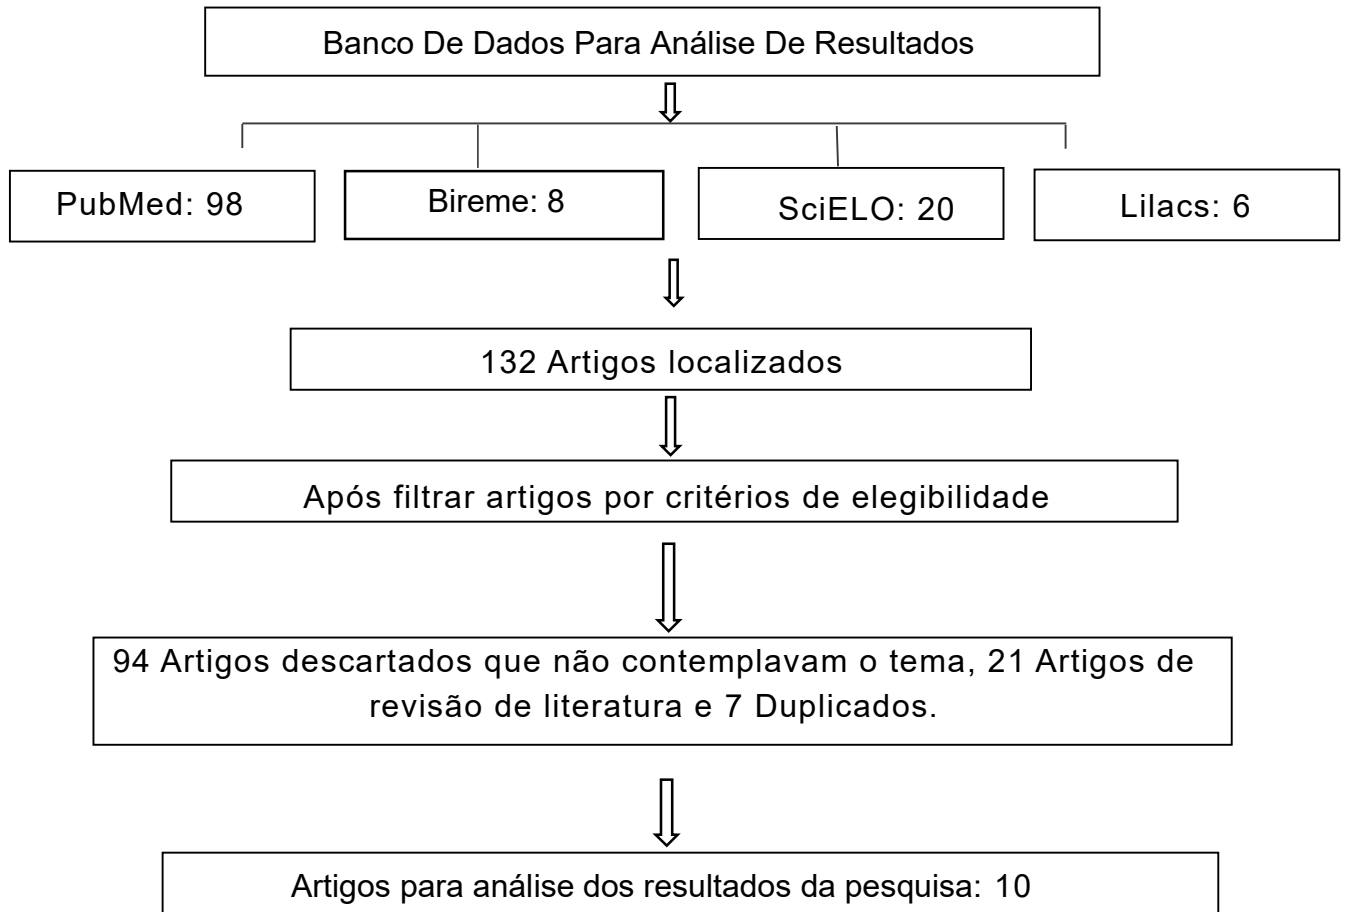 Banco De Dados Para Análise De Resultados
PubMed: 98
Bireme: 8
SciELO: 20
Lilacs: 6
132 Artigos localizados
Após filtrar artigos por critérios de elegibilidade
94 Artigos descartados que não contemplavam o tema, 21 Artigos de
revisão de literatura e 7 Duplicados.
Artigos para análise dos resultados da pesquisa: 10